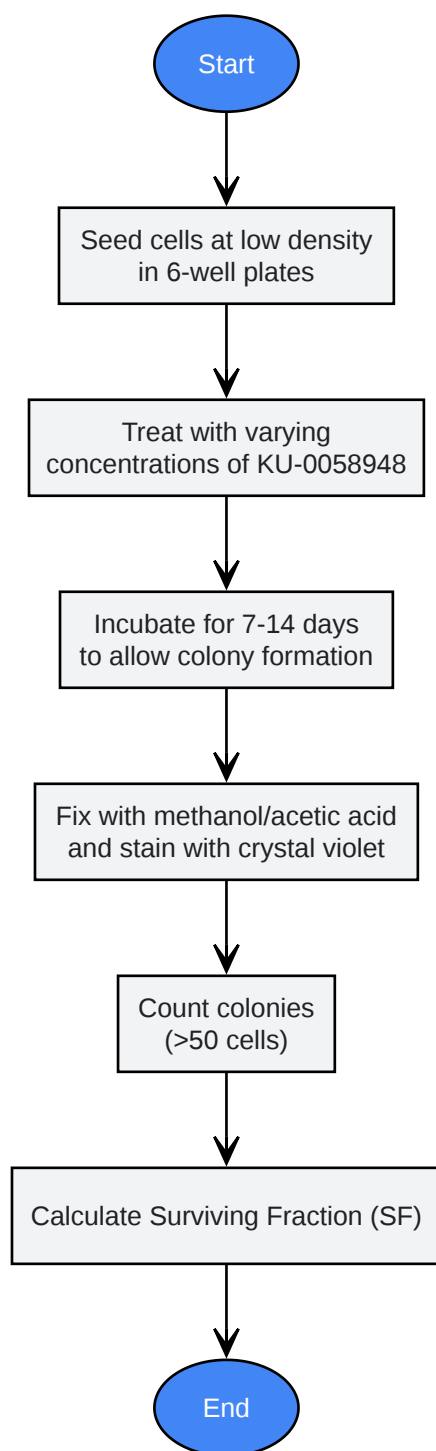 Start
Seed cells at low density
in 6-well plates
Treat with varying
concentrations of KU-0058948
Incubate for 7-14 days
to allow colony formation
Fix with methanol/acetic acid
and stain with crystal violet
Count colonies
(>50 cells)
Calculate Surviving Fraction (SF)
End